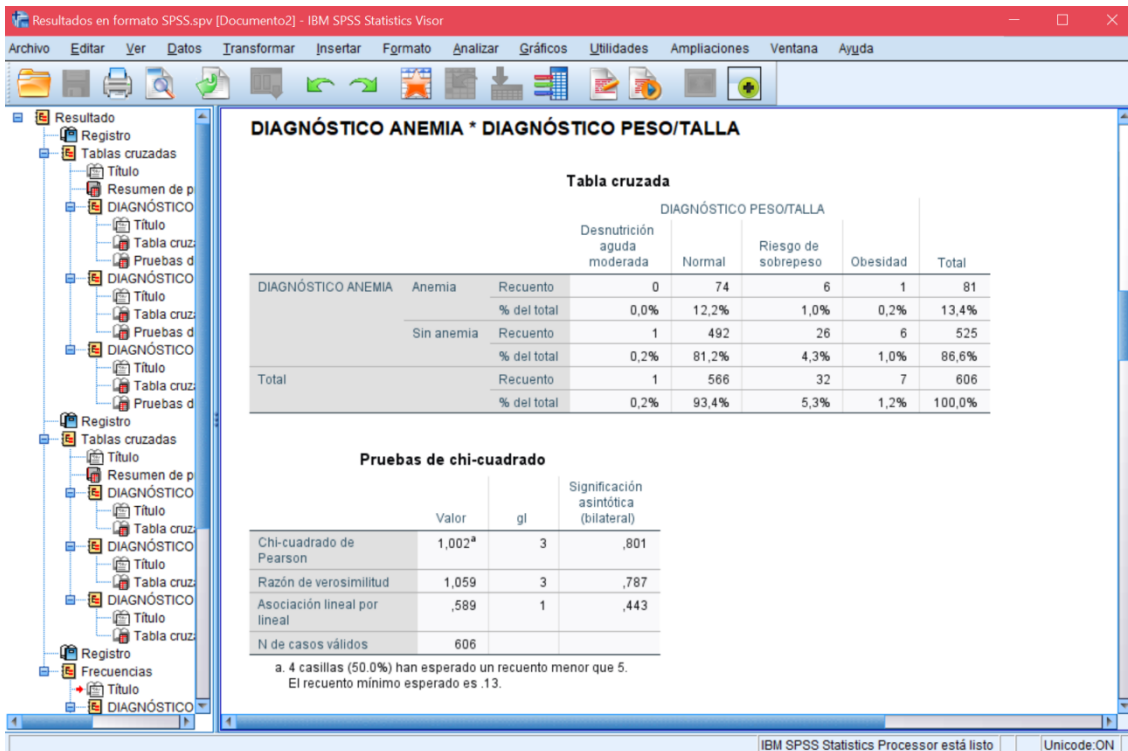 Resultados en formato SPSS.spv [Documento2] - IBM SPSS Statistics Visor
Archivo Editar Ver Datos Transformar Insertar Formato Analizar Gráficos Utilidades Ampliaciones Ventana Ayuda
Resultado
Registro
Tablas cruzadas
Título
Resumen de p
DIAGNÓSTICO
Título
Tabla cruz
Pruebas d
DIAGNÓSTICO
Título
Tabla cruz
Pruebas d
DIAGNÓSTICO
Título
Tabla cruz
Pruebas d
Registro
Tablas cruzadas
Título
Resumen de p
DIAGNÓSTICO
Título
Tabla cruz
DIAGNÓSTICO
Título
Tabla cruz
DIAGNÓSTICO
Título
Tabla cruz
Registro
Frecuencias
Título
DIAGNÓSTICO
DIAGNÓSTICO ANEMIA * DIAGNÓSTICO PESO/TALLA
Tabla cruzada
DIAGNÓSTICO PESO/TALLA
Desnutrición
aguda
moderada Normal Riesgo de
sobrepeso Obesidad Total
DIAGNÓSTICO ANEMIA Anemia Recuento 0 74 6 1 81
% del total 0,0% 12,2% 1,0% 0,2% 13,4%
Sin anemia Recuento 1 492 26 6 525
% del total 0,2% 81,2% 4,3% 1,0% 86,6%
Total Recuento 1 566 32 7 606
% del total 0,2% 93,4% 5,3% 1,2% 100,0%
Pruebas de chi-cuadrado
Valor gl Significación
asintótica
(bilateral)
Chi-cuadrado de
Pearson 1,002a 3 ,801
Razón de verosimilitud 1,059 3 ,787
Asociación lineal por
lineal ,589 1 ,443
N de casos válidos 606
a. 4 casillas (50.0%) han esperado un recuento menor que 5.
El recuento mínimo esperado es .13.
IBM SPSS Statistics Processor está listo Unicode:ON